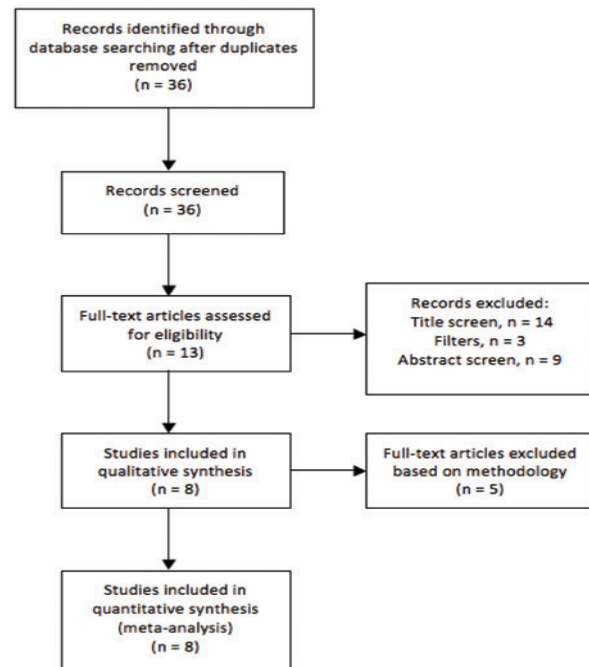 Records identified through
database searching after duplicates
removed
(n = 36)
Records screened
(n = 36)
Full-text articles assessed
for eligibility
(n = 13)
Records excluded:
Title screen, n = 14
Filters, n = 3
Abstract screen, n = 9
Studies included in
qualitative synthesis
(n = 8)
Full-text articles excluded
based on methodology
(n = 5)
Studies included in
quantitative synthesis
(meta-analysis)
(n = 8)